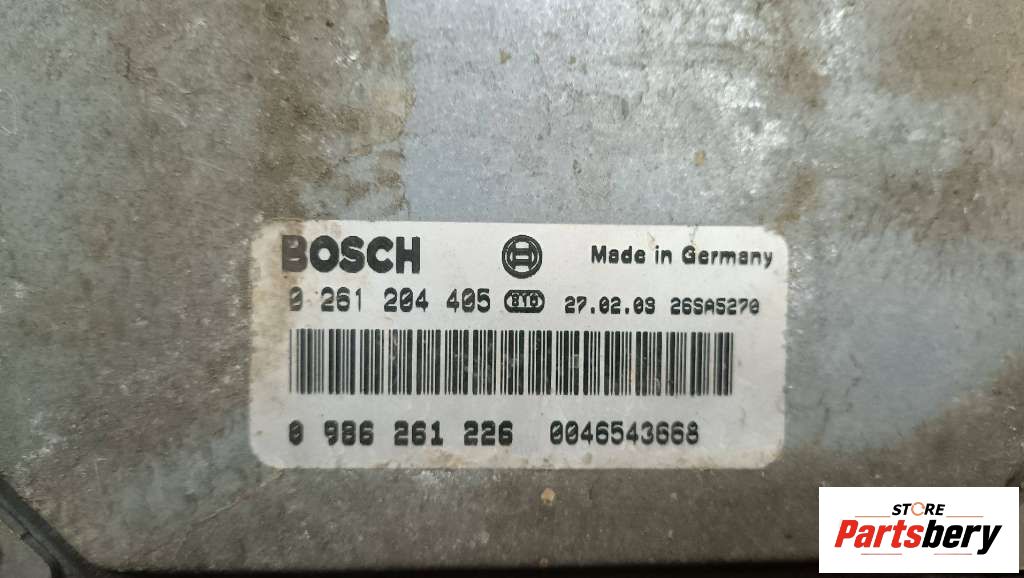 BOSCH Made in Germany
0 261 204 405 BYO 27.02.09 26SA5270
0 986 261 226 0046543668
STORE
Partsbery